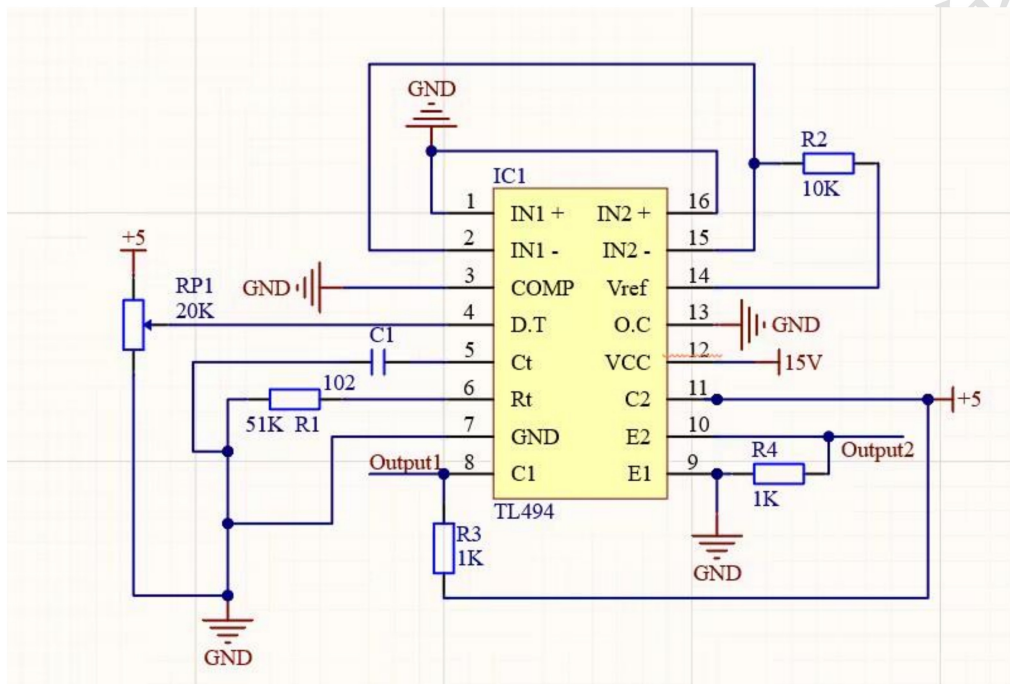 GND
R2
10K
IC1
1 IN1 + IN2 + 16
2 IN1 - IN2 - 15
+5
RP1
20K
GND 3 COMP Vref 14
4 D.T O.C 13 GND
C1
5 Ct VCC 12 15V
102
6 Rt C2 11 +5
51K R1
7 GND E2 10
Output1 8 C1 E1 9
R4
1K
Output2
TL494
R3
1K
GND
GND